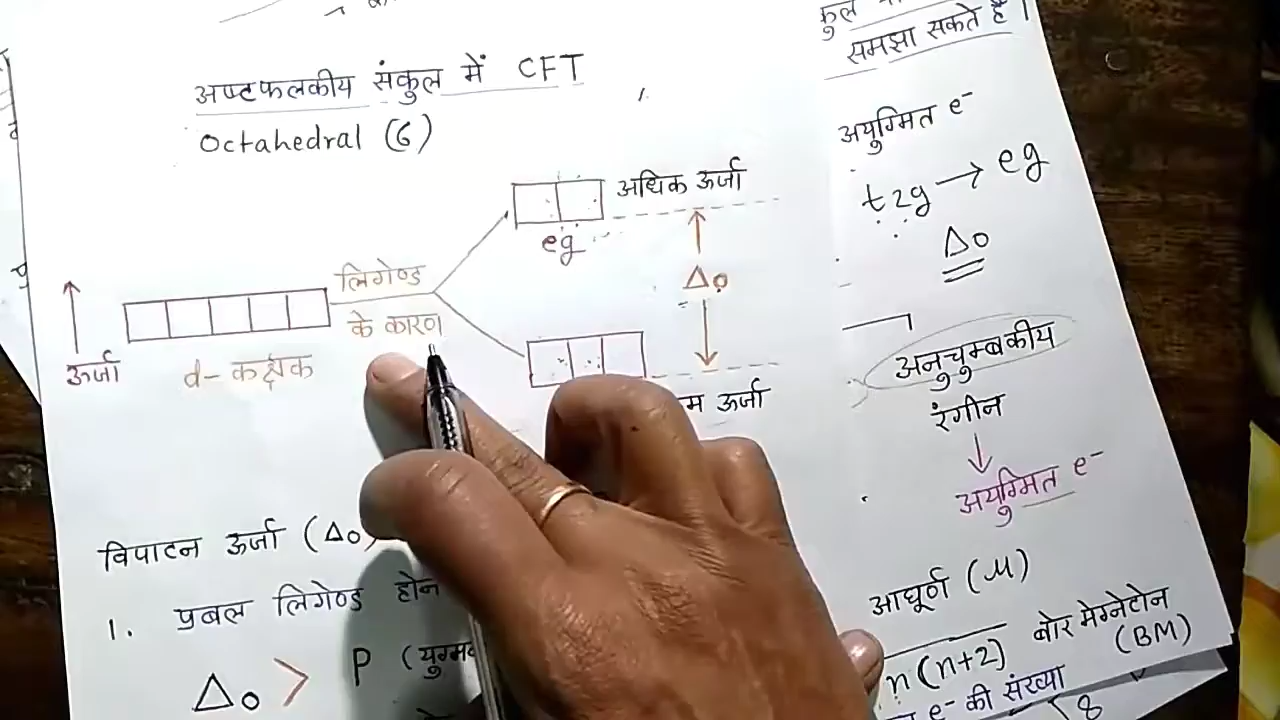 अष्टफलकीय संकुल में CFT
Octahedral (6)
अधिक ऊर्जा
eg
लिगेण्ड
के कारण
Δo
ऊर्जा
d- कक्षक
ऊर्जा
विपाटन ऊर्जा (Δo)
1. प्रबल लिगेण्ड होन
Δo > P
कुल
समझा सकते है ।
अयुग्मित e⁻
t2g → eg
Δo
अनुचुम्बकीय
रंगीन
↓
अयुग्मित e⁻
आघूर्ण (μ)
n(n+2) बोर मेग्नेटोन
(BM)
e⁻ की संख्या
8